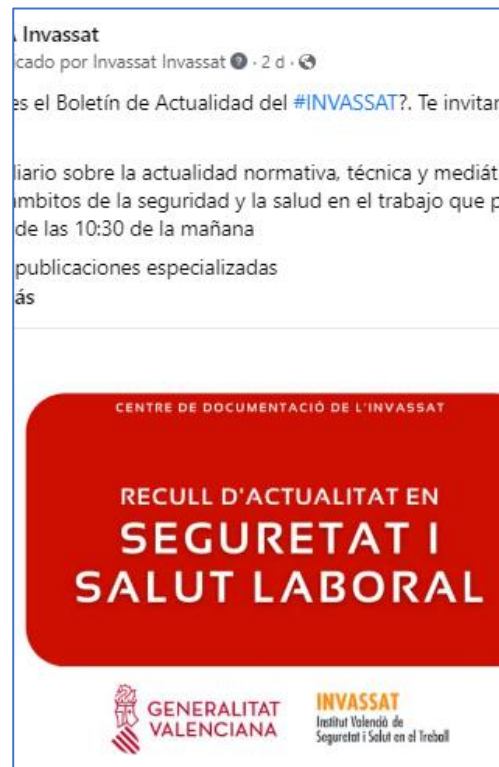 Invassat
icado por Invassat Invassat · 2 d ·
es el Boletín de Actualidad del #INVASSAT?. Te invitar
diario sobre la actualidad normativa, técnica y mediát
ámbitos de la seguridad y la salud en el trabajo que p
de las 10:30 de la mañana
publicaciones especializadas
ás
CENTRE DE DOCUMENTACIÓ DE L'INVASSAT
RECULL D'ACTUALITAT EN
SEGURETAT I
SALUT LABORAL
GENERALITAT
VALENCIANA
INVASSAT
Institut Valencià de
Seguretat i Salut en el Treball